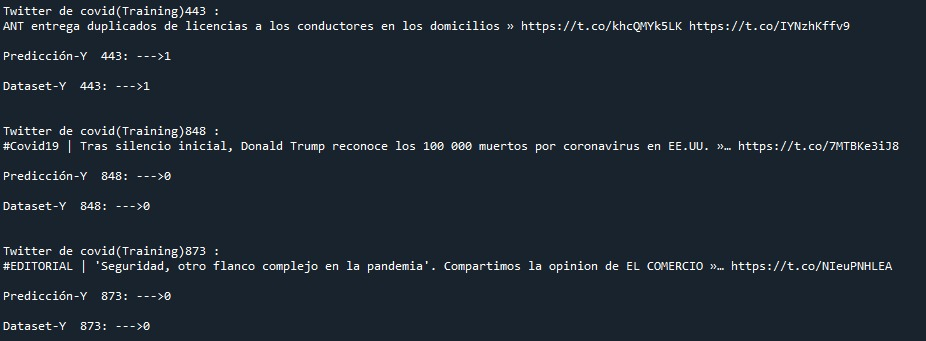 Twitter de covid(Training)443 :
ANT entrega duplicados de licencias a los conductores en los domicilios » https://t.co/khcQMYk5LK https://t.co/IYNzhKffv9
Predicción-Y  443: --->1
Dataset-Y  443: --->1
Twitter de covid(Training)848 :
#Covid19 | Tras silencio inicial, Donald Trump reconoce los 100 000 muertos por coronavirus en EE.UU. »… https://t.co/7MTBKe3iJ8
Predicción-Y  848: --->0
Dataset-Y  848: --->0
Twitter de covid(Training)873 :
#EDITORIAL | 'Seguridad, otro flanco complejo en la pandemia'. Compartimos la opinion de EL COMERCIO »… https://t.co/NIeuPNHLEA
Predicción-Y  873: --->0
Dataset-Y  873: --->0